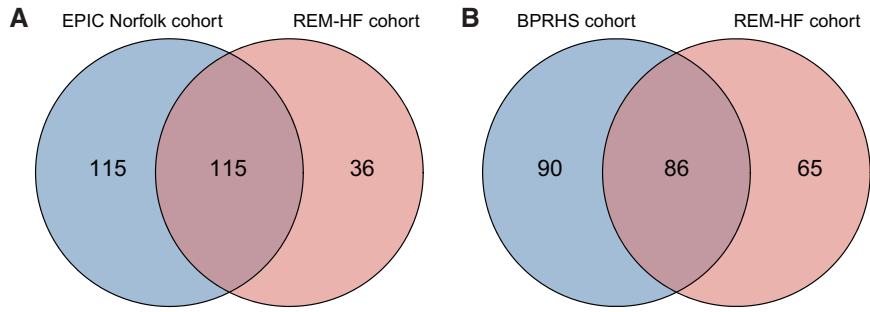 A EPIC Norfolk cohort REM-HF cohort
115 115 36
B BPRHS cohort REM-HF cohort
90 86 65